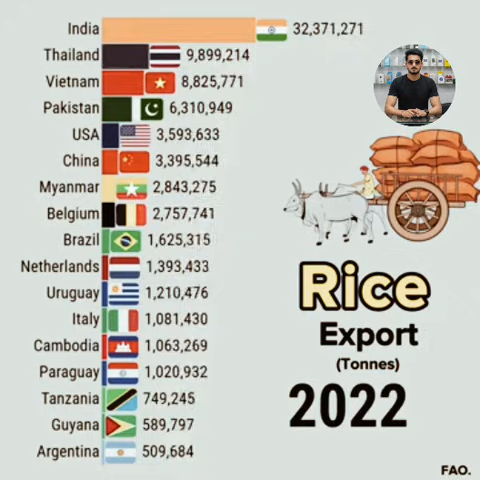 India 32,371,271
Thailand 9,899,214
Vietnam 8,825,771
Pakistan 6,310,949
USA 3,593,633
China 3,395,544
Myanmar 2,843,275
Belgium 2,757,741
Brazil 1,625,315
Netherlands 1,393,433
Uruguay 1,210,476
Italy 1,081,430
Cambodia 1,063,269
Paraguay 1,020,932
Tanzania 749,245
Guyana 589,797
Argentina 509,684
Rice
Export
(Tonnes)
2022
FAO.